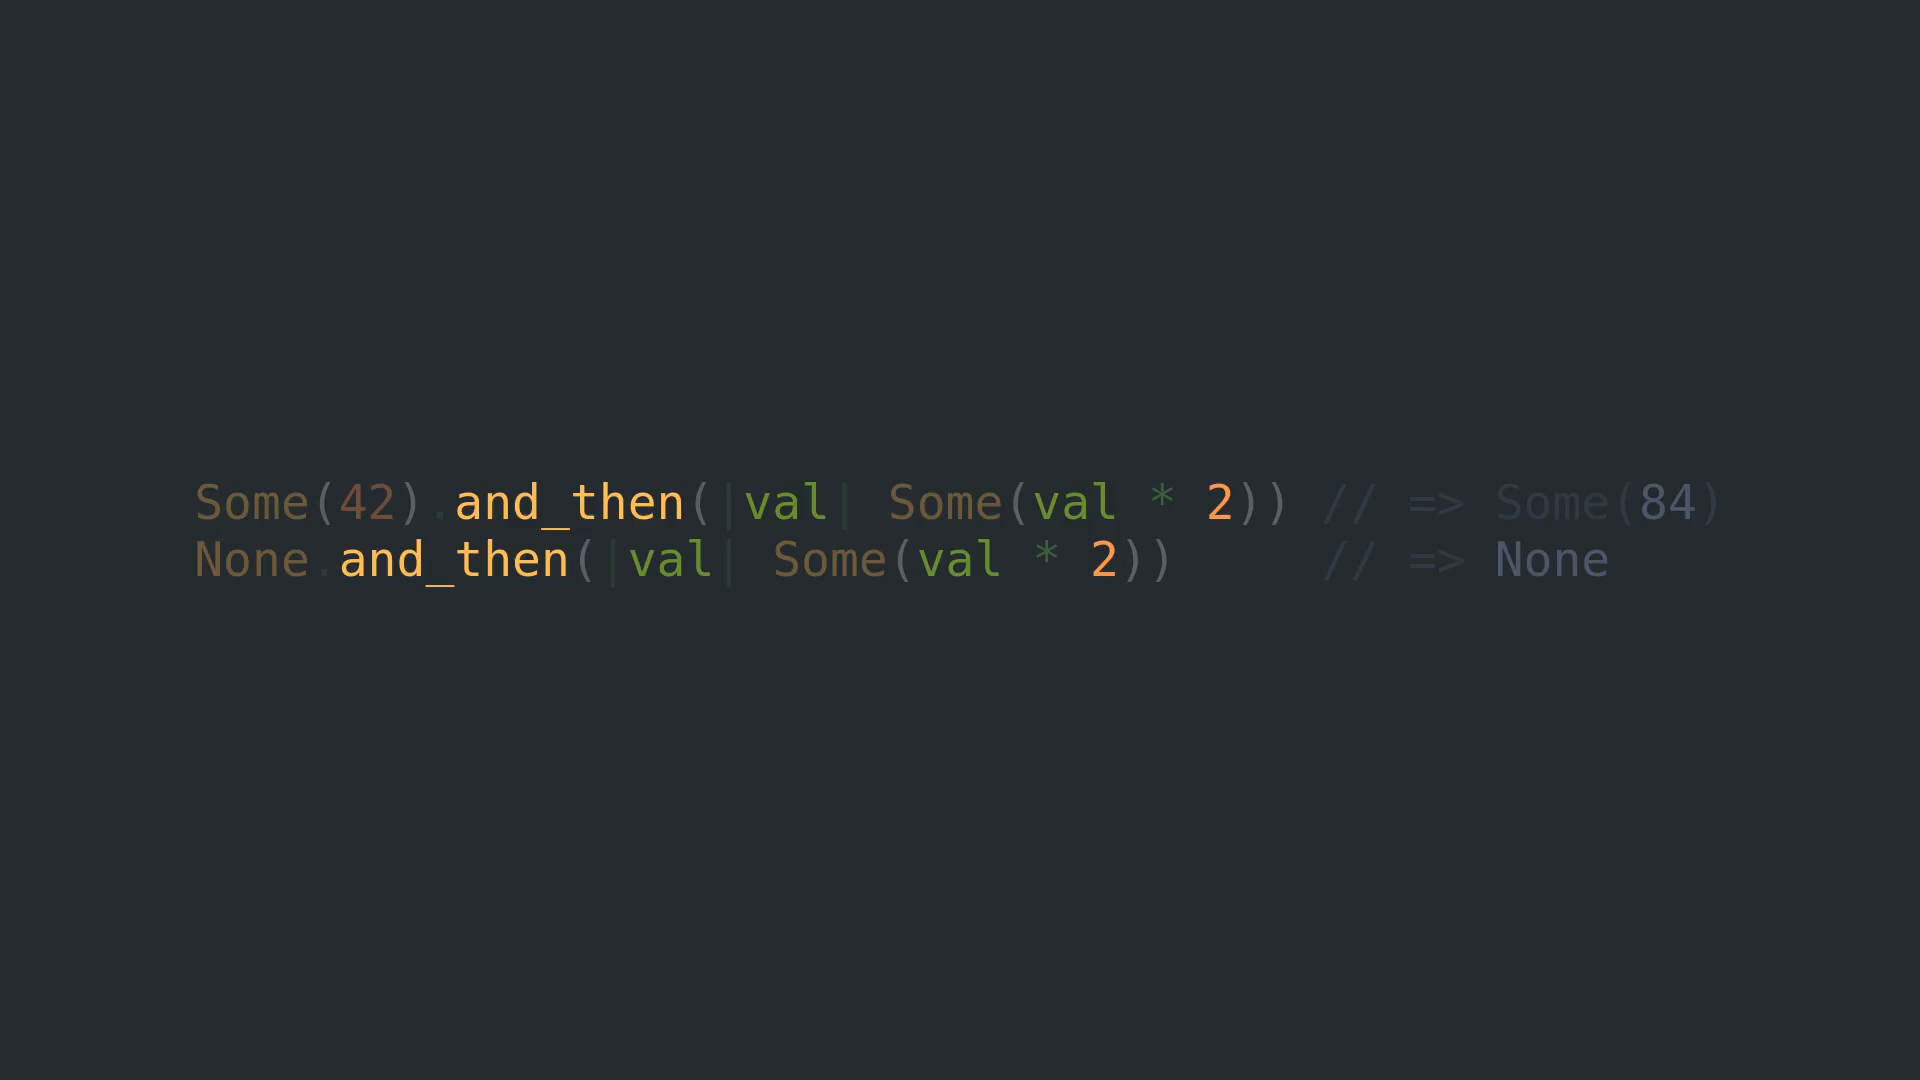 Some(42).and_then(|val| Some(val * 2)) // => Some(84)
None.and_then(|val| Some(val * 2))     // => None